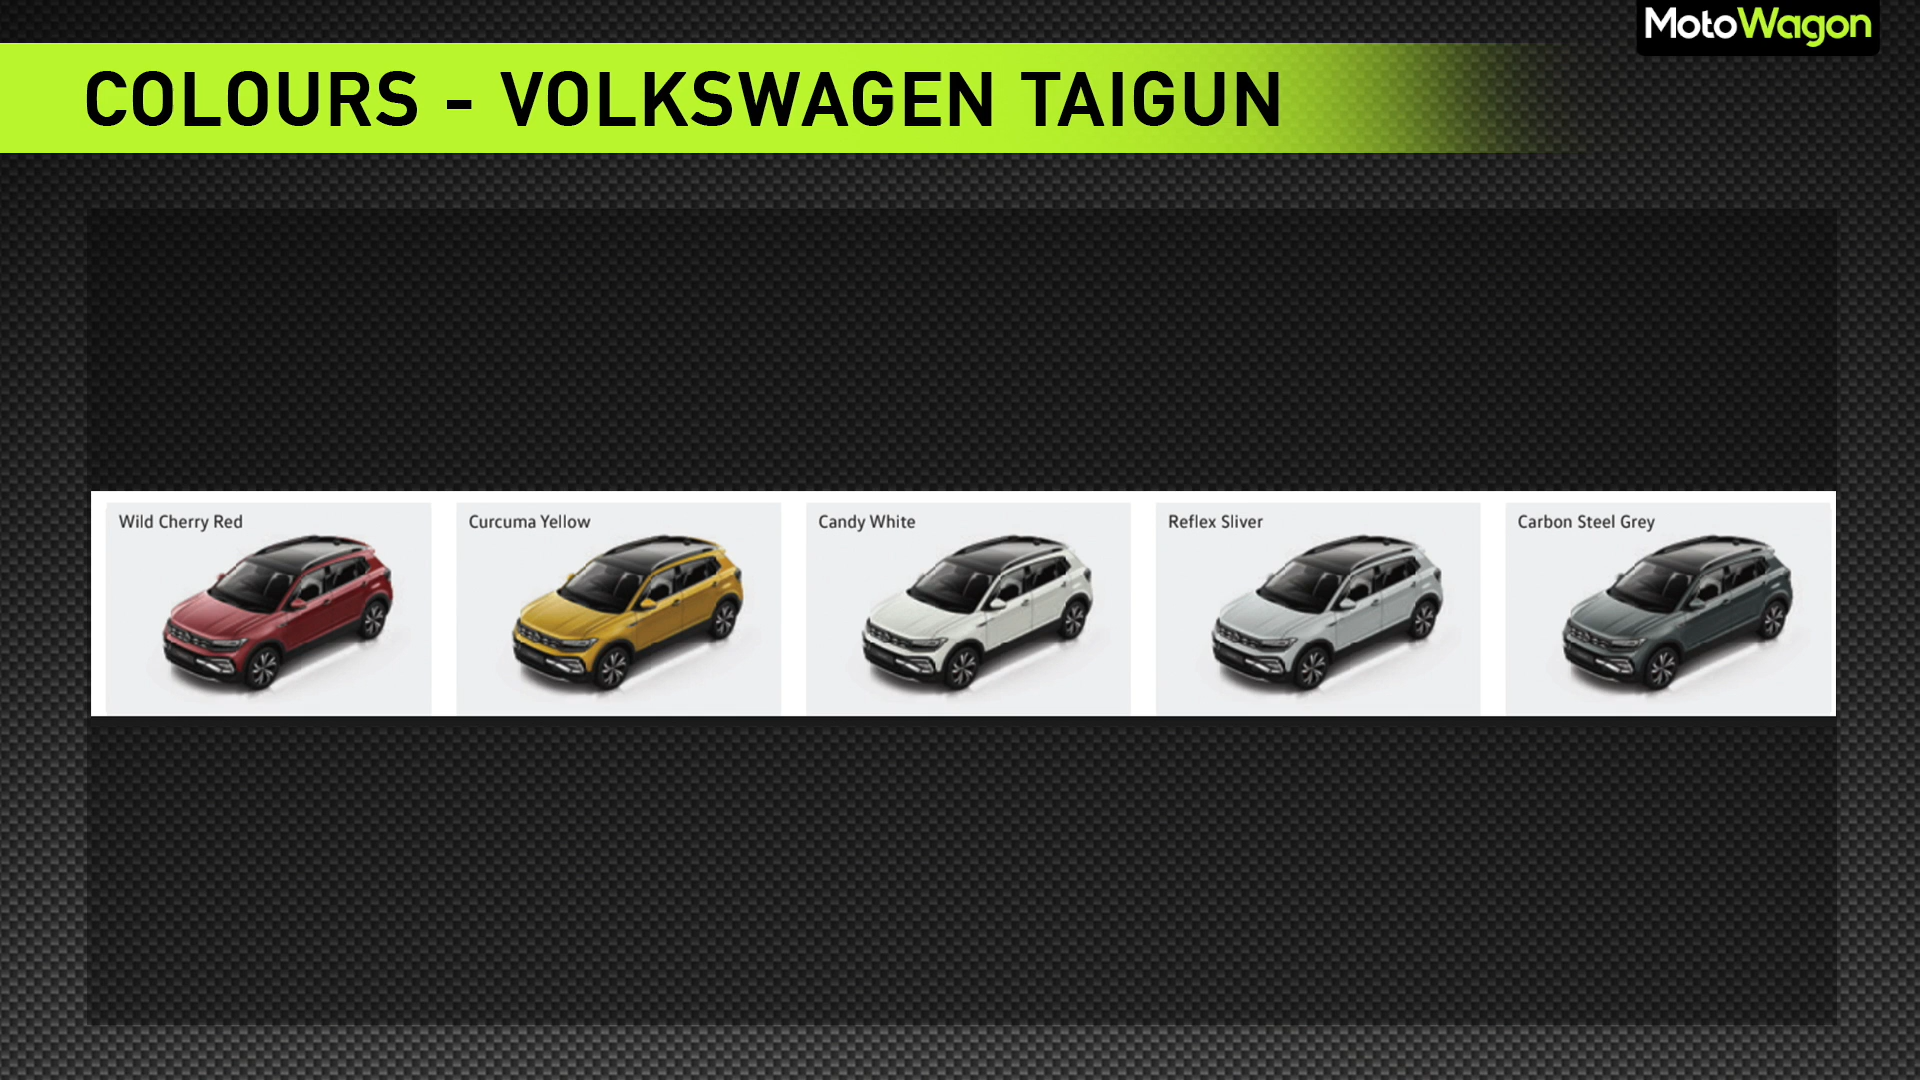 MotoWagon
COLOURS - VOLKSWAGEN TAIGUN
Wild Cherry Red
Curcuma Yellow
Candy White
Reflex Sliver
Carbon Steel Grey